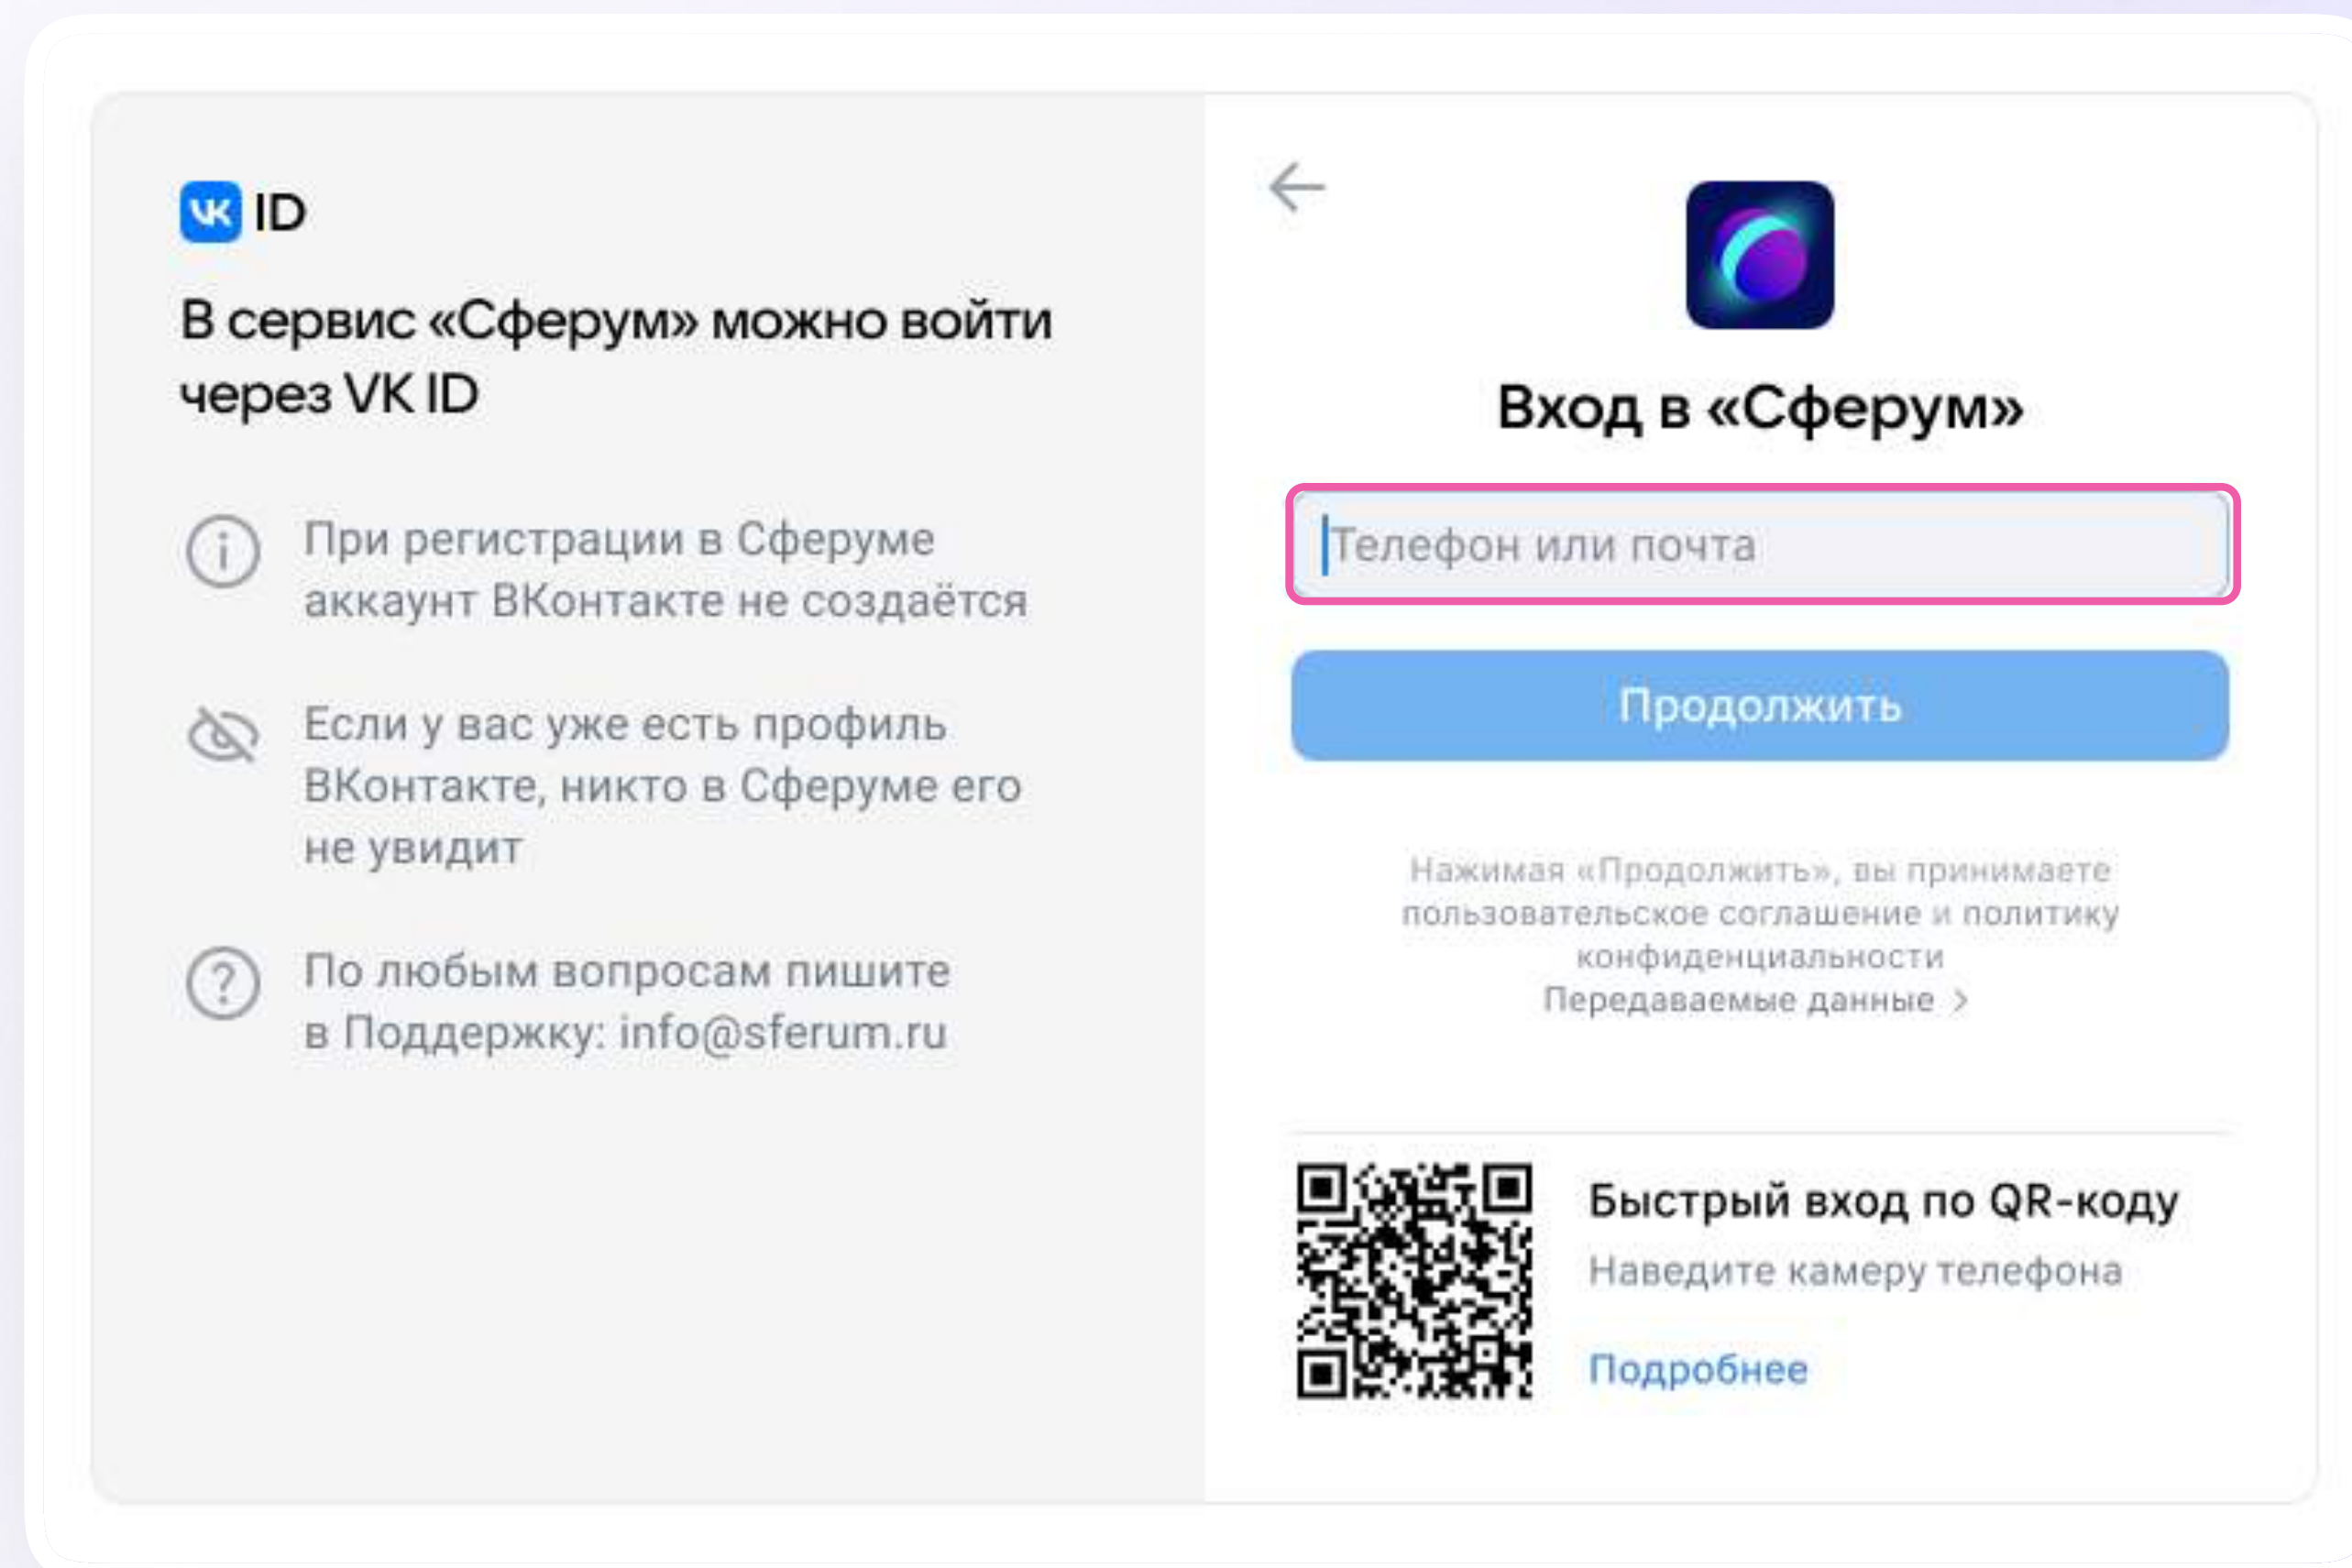 VK ID
В сервис «Сферум» можно войти
через VK ID
При регистрации в Сферуме
аккаунт ВКонтакте не создаётся
Если у вас уже есть профиль
ВКонтакте, никто в Сферуме его
не увидит
По любым вопросам пишите
в Поддержку: info@sferum.ru
Вход в «Сферум»
Телефон или почта
Продолжить
Нажимая «Продолжить», вы принимаете
пользовательское соглашение и политику
конфиденциальности
Передаваемые данные >
Быстрый вход по QR-коду
Наведите камеру телефона
Подробнее